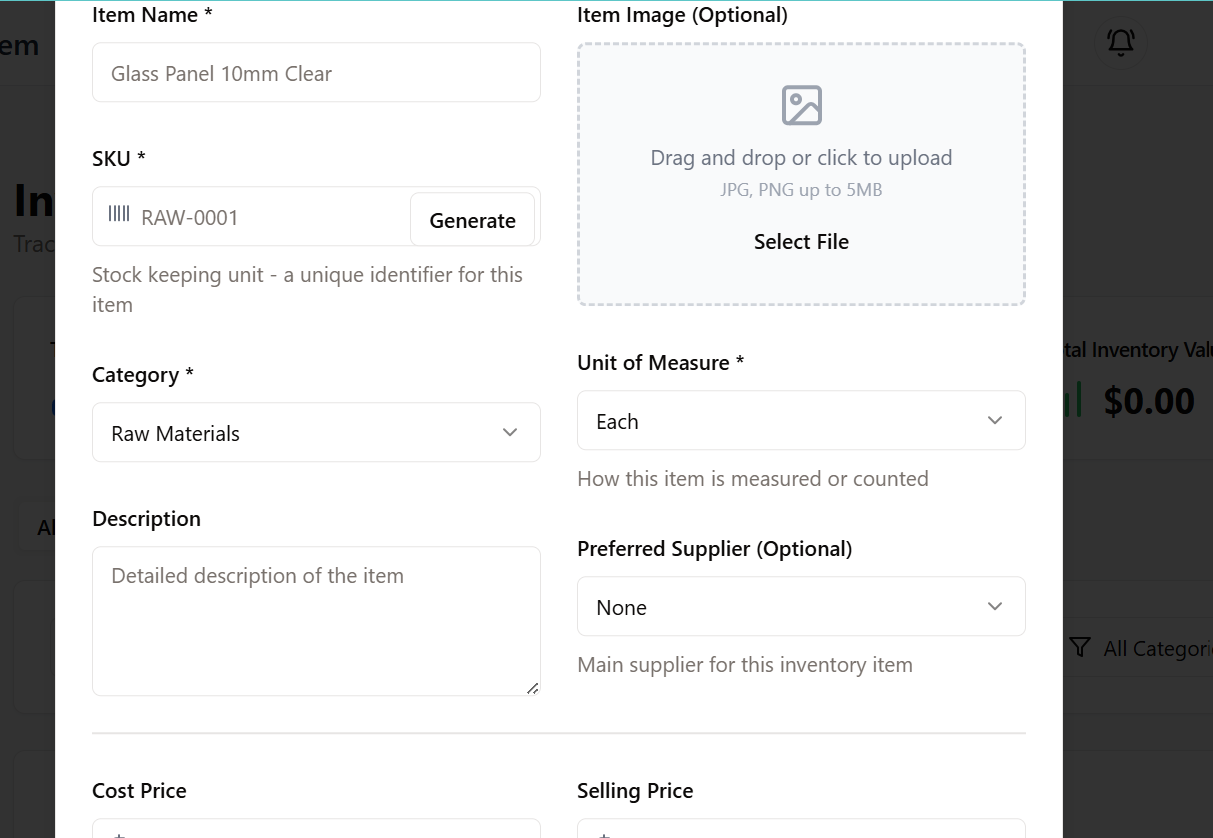 Item Name *
Glass Panel 10mm Clear
SKU *
RAW-0001
Generate
Stock keeping unit - a unique identifier for this
item
Category *
Raw Materials
Description
Detailed description of the item
Item Image (Optional)
Drag and drop or click to upload
JPG, PNG up to 5MB
Select File
Unit of Measure *
Each
How this item is measured or counted
Preferred Supplier (Optional)
None
Main supplier for this inventory item
Cost Price
Selling Price
em
In
Trac
Al
tal Inventory Valu
$0.00
All Categori